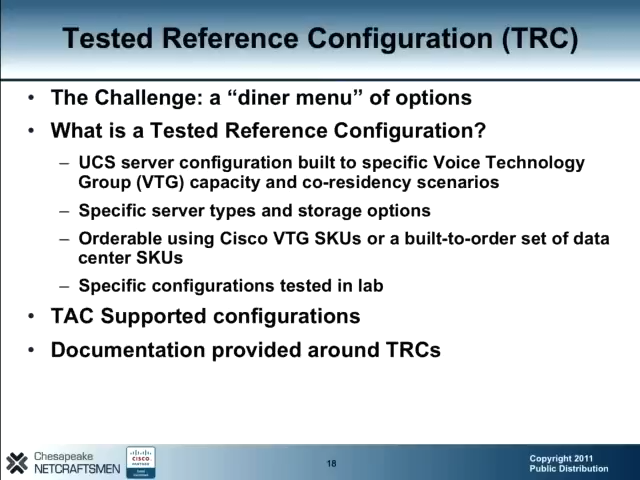 Tested Reference Configuration (TRC)
• The Challenge: a “diner menu” of options
• What is a Tested Reference Configuration?
– UCS server configuration built to specific Voice Technology
Group (VTG) capacity and co-residency scenarios
– Specific server types and storage options
– Orderable using Cisco VTG SKUs or a built-to-order set of data
center SKUs
– Specific configurations tested in lab
• TAC Supported configurations
• Documentation provided around TRCs
Chesapeake
NETCRAFTSMEN
CISCO
PARTNER
18
Copyright 2011
Public Distribution